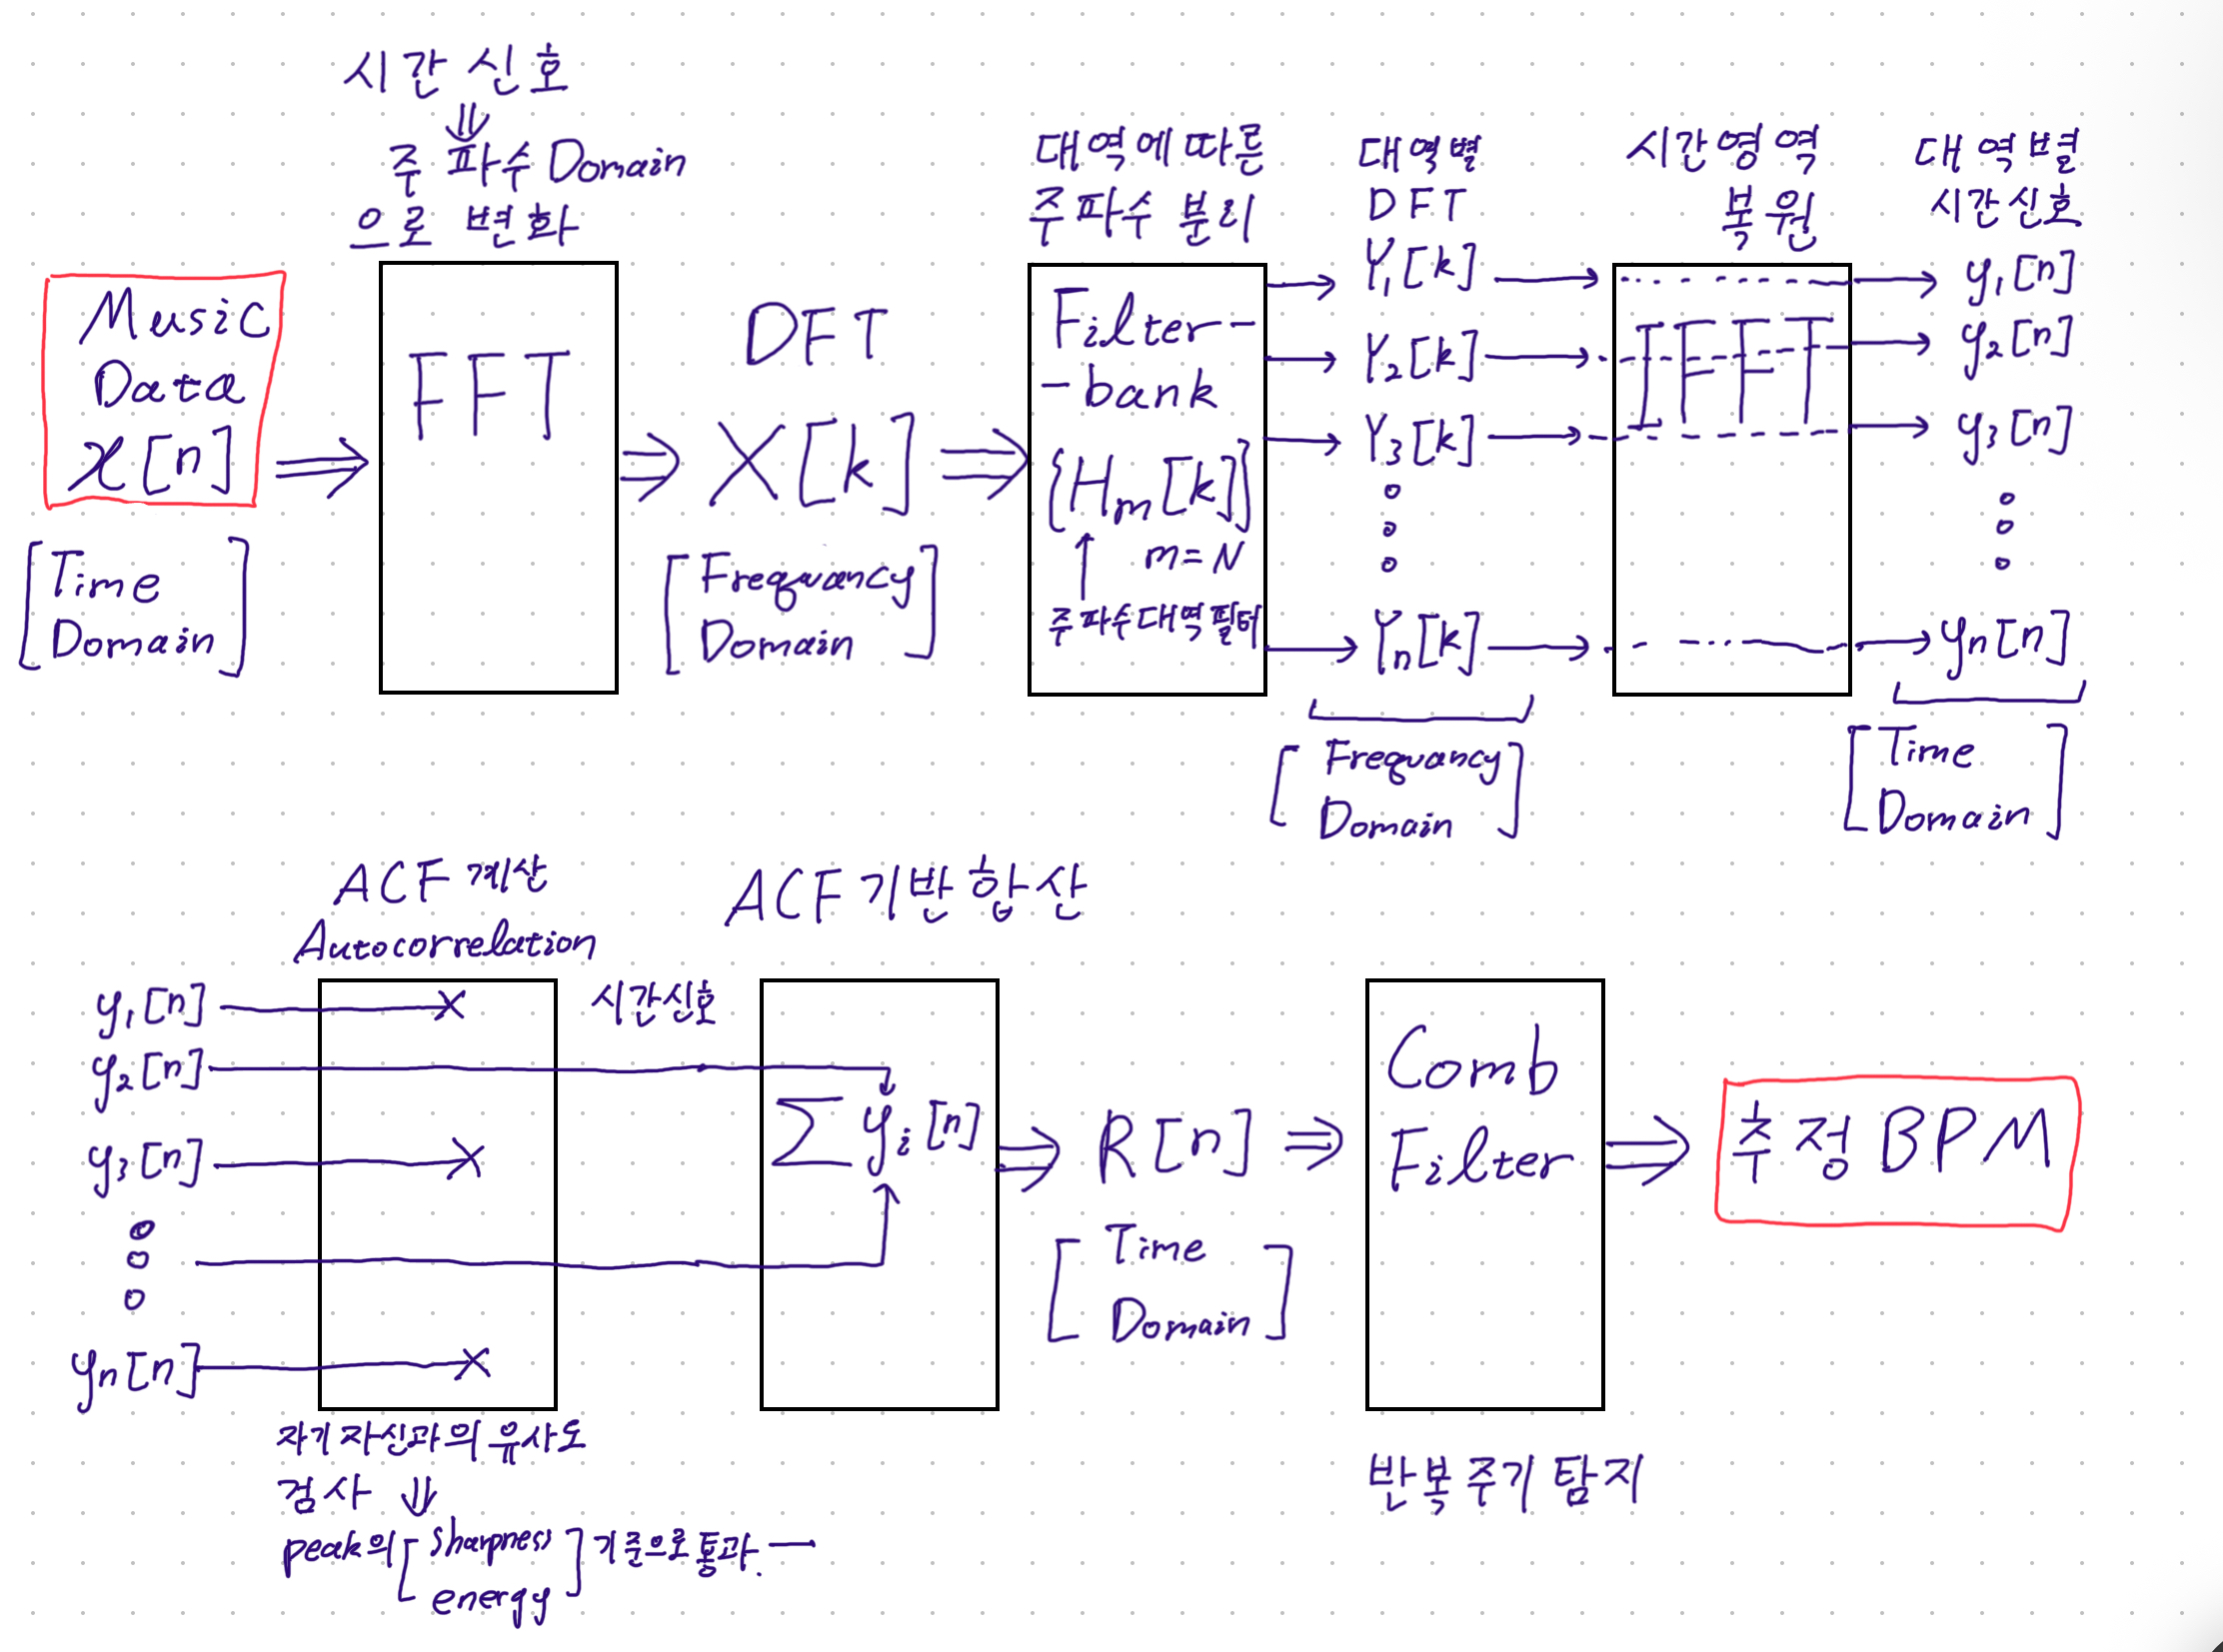 시간 신호
⇓
주파수 Domain
으로 변화
Music
Data
x[n]
[Time
Domain]
FFT
DFT
X[k]
[Frequancy
Domain]
대역에 따른
주파수 분리
Filter-
-bank
{Hm[k]}
↑ m=N
주파수대역필터
대역별
DFT
Y1[k]
Y2[k]
Y3[k]
Yn[k]
[Frequancy
Domain]
시간영역
복원
IFFT
대역별
시간신호
y1[n]
y2[n]
y3[n]
yn[n]
[Time
Domain]
ACF 계산
Autocorrelation
y1[n]
y2[n]
y3[n]
yn[n]
자기 자신과의 유사도
검사 ⇓
peak의 [sharpness
energy] 기준으로 통과.
시간신호
ACF 기반 합산
∑ yi[n]
R[n]
[Time
Domain]
Comb
Filter
반복 주기 탐지
추정 BPM